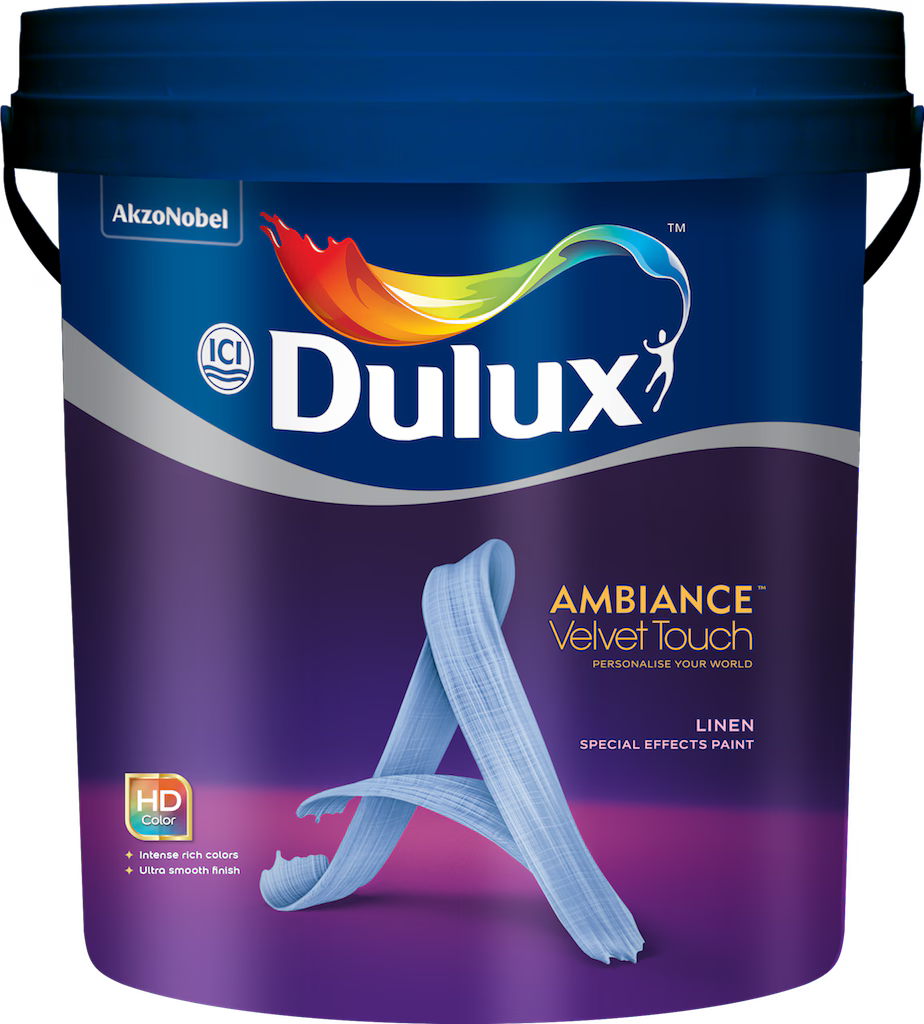 AkzoNobel
TM
ICI
Dulux
AMBIANCE™
Velvet Touch
PERSONALISE YOUR WORLD
LINEN
SPECIAL EFFECTS PAINT
HD
Color
Intense rich colors
Ultra smooth finish